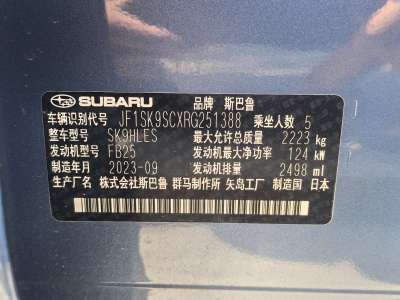 SUBARU 品牌 斯巴鲁
车辆识别代号 JF1SK9SCXRG251388 乘坐人数 5
整车型号 SK9HLES 最大允许总质量 2223 kg
发动机型号 FB25 发动机最大净功率 124 kW
制造年月 2023-09 发动机排量 2498 ml
生产厂名 株式会社斯巴鲁 群马制作所 矢岛工厂 制造国 日本